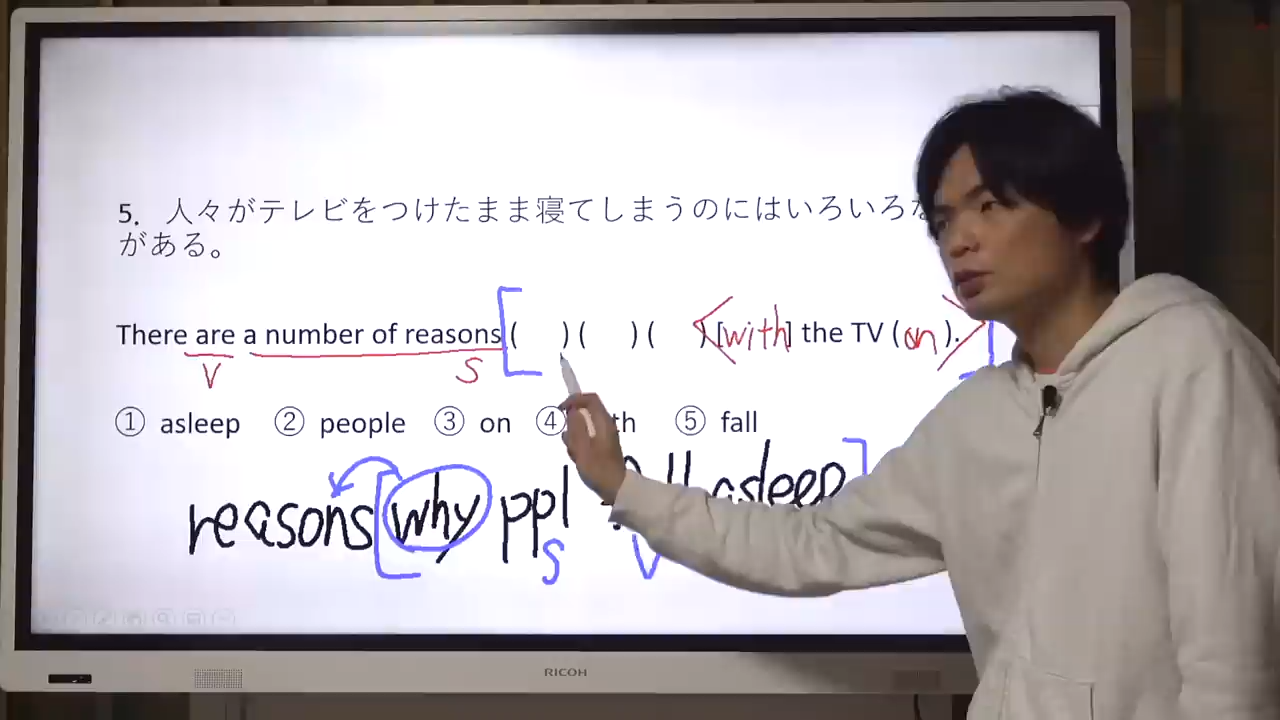 5. 人々がテレビをつけたまま寝てしまうのにはいろいろな
がある。
There are a number of reasons ( ) ( ) ( ) [with] the TV (on).
V S
① asleep ② people ③ on ④ th ⑤ fall
reasons [why ppl asleep]
S V
RICOH